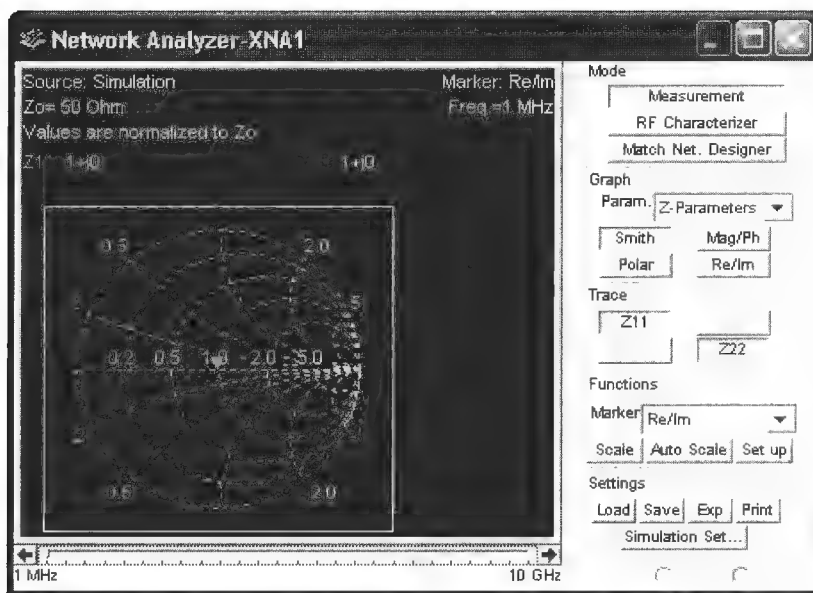 Network Analyzer-XNA1
Source: Simulation
Marker: Re/Im
Zo= 50 Ohm
Freq =1 MHz
Values are normalized to Zo
1+j0
1+j0
0.5
2.0
0.2 0.5 1.0 2.0 5.0
0.5
2.0
1 MHz
10 GHz
Mode
Measurement
RF Characterizer
Match Net. Designer
Graph
Param. Z-Parameters
Smith
Mag/Ph
Polar
Re/Im
Trace
Z11
Z22
Functions
Marker Re/Im
Scale Auto Scale Set up
Settings
Load Save Exp Print
Simulation Set...